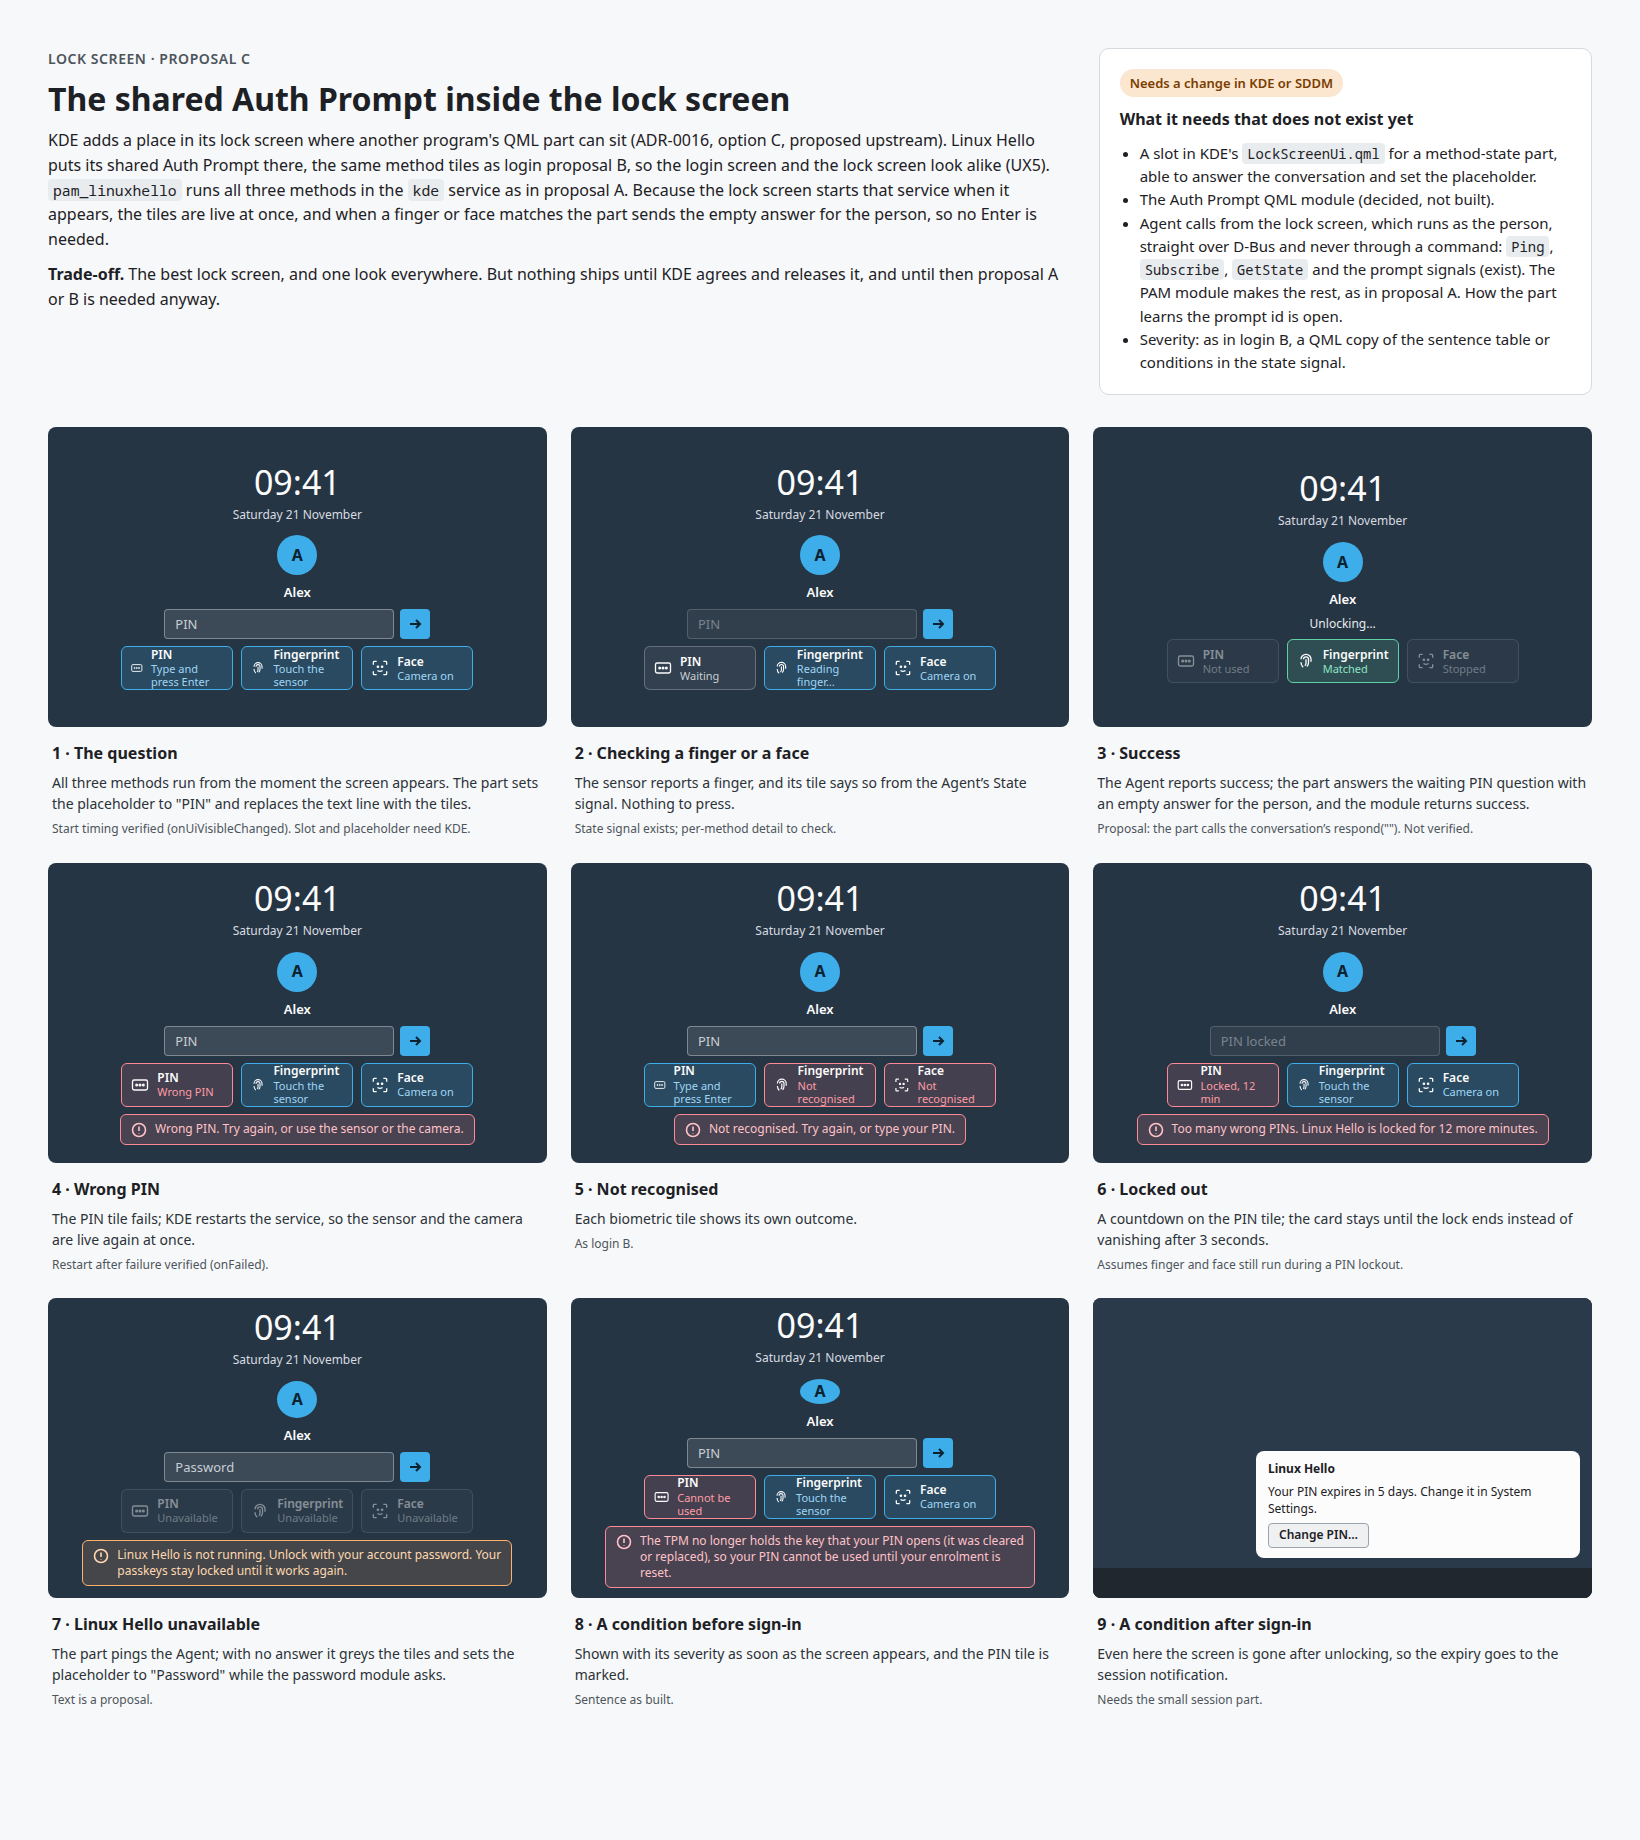 LOCK SCREEN · PROPOSAL C
The shared Auth Prompt inside the lock screen
KDE adds a place in its lock screen where another program's QML part can sit (ADR-0016, option C, proposed upstream). Linux Hello
puts its shared Auth Prompt there, the same method tiles as login proposal B, so the login screen and the lock screen look alike (UX5).
pam_linuxhello runs all three methods in the kde service as in proposal A. Because the lock screen starts that service when it
appears, the tiles are live at once, and when a finger or face matches the part sends the empty answer for the person, so no Enter is
needed.
Trade-off. The best lock screen, and one look everywhere. But nothing ships until KDE agrees and releases it, and until then proposal A
or B is needed anyway.
Needs a change in KDE or SDDM
What it needs that does not exist yet
• A slot in KDE's LockScreenUi.qml for a method-state part,
able to answer the conversation and set the placeholder.
• The Auth Prompt QML module (decided, not built).
• Agent calls from the lock screen, which runs as the person,
straight over D-Bus and never through a command: Ping,
Subscribe, GetState and the prompt signals (exist). The
PAM module makes the rest, as in proposal A. How the part
learns the prompt id is open.
• Severity: as in login B, a QML copy of the sentence table or
conditions in the state signal.
09:41
Saturday 21 November
A
Alex
PIN
PIN
Type and
press Enter
Fingerprint
Touch the
sensor
Face
Camera on
1 · The question
All three methods run from the moment the screen appears. The part sets
the placeholder to "PIN" and replaces the text line with the tiles.
Start timing verified (onUiVisibleChanged). Slot and placeholder need KDE.
09:41
Saturday 21 November
A
Alex
PIN
PIN
Waiting
Fingerprint
Reading
finger…
Face
Camera on
2 · Checking a finger or a face
The sensor reports a finger, and its tile says so from the Agent’s State
signal. Nothing to press.
State signal exists; per-method detail to check.
09:41
Saturday 21 November
A
Alex
Unlocking…
PIN
Not used
Fingerprint
Matched
Face
Stopped
3 · Success
The Agent reports success; the part answers the waiting PIN question with
an empty answer for the person, and the module returns success.
Proposal: the part calls the conversation’s respond(""). Not verified.
09:41
Saturday 21 November
A
Alex
PIN
PIN
Wrong PIN
Fingerprint
Touch the
sensor
Face
Camera on
Wrong PIN. Try again, or use the sensor or the camera.
4 · Wrong PIN
The PIN tile fails; KDE restarts the service, so the sensor and the camera
are live again at once.
Restart after failure verified (onFailed).
09:41
Saturday 21 November
A
Alex
PIN
PIN
Type and
press Enter
Fingerprint
Not
recognised
Face
Not
recognised
Not recognised. Try again, or type your PIN.
5 · Not recognised
Each biometric tile shows its own outcome.
As login B.
09:41
Saturday 21 November
A
Alex
PIN locked
PIN
Locked, 12
min
Fingerprint
Touch the
sensor
Face
Camera on
Too many wrong PINs. Linux Hello is locked for 12 more minutes.
6 · Locked out
A countdown on the PIN tile; the card stays until the lock ends instead of
vanishing after 3 seconds.
Assumes finger and face still run during a PIN lockout.
09:41
Saturday 21 November
A
Alex
Password
PIN
Unavailable
Fingerprint
Unavailable
Face
Unavailable
Linux Hello is not running. Unlock with your account password. Your
passkeys stay locked until it works again.
7 · Linux Hello unavailable
The part pings the Agent; with no answer it greys the tiles and sets the
placeholder to "Password" while the password module asks.
Text is a proposal.
09:41
Saturday 21 November
A
Alex
PIN
PIN
Cannot be
used
Fingerprint
Touch the
sensor
Face
Camera on
The TPM no longer holds the key that your PIN opens (it was cleared
or replaced), so your PIN cannot be used until your enrolment is
reset.
8 · A condition before sign-in
Shown with its severity as soon as the screen appears, and the PIN tile is
marked.
Sentence as built.
Linux Hello
Your PIN expires in 5 days. Change it in System
Settings.
Change PIN…
9 · A condition after sign-in
Even here the screen is gone after unlocking, so the expiry goes to the
session notification.
Needs the small session part.